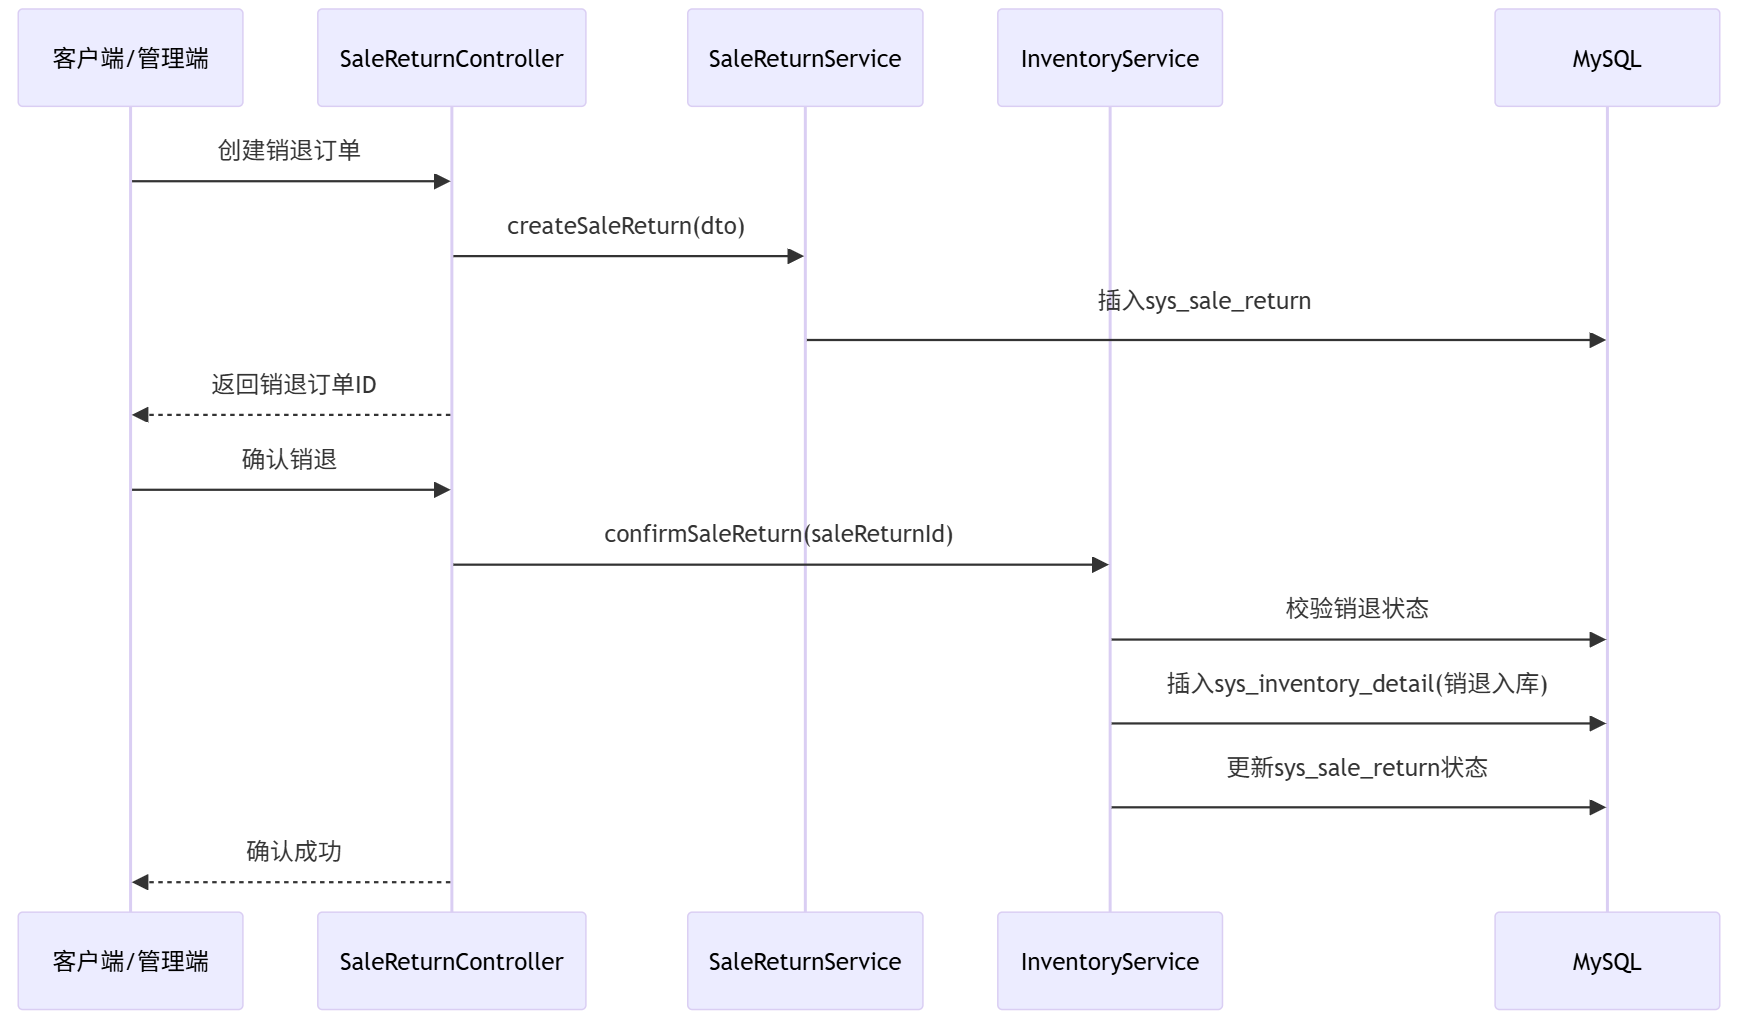 客户端/管理端
SaleReturnController
SaleReturnService
InventoryService
MySQL
创建销退订单
createSaleReturn(dto)
插入sys_sale_return
返回销退订单ID
确认销退
confirmSaleReturn(saleReturnId)
校验销退状态
插入sys_inventory_detail(销退入库)
更新sys_sale_return状态
确认成功
客户端/管理端
SaleReturnController
SaleReturnService
InventoryService
MySQL